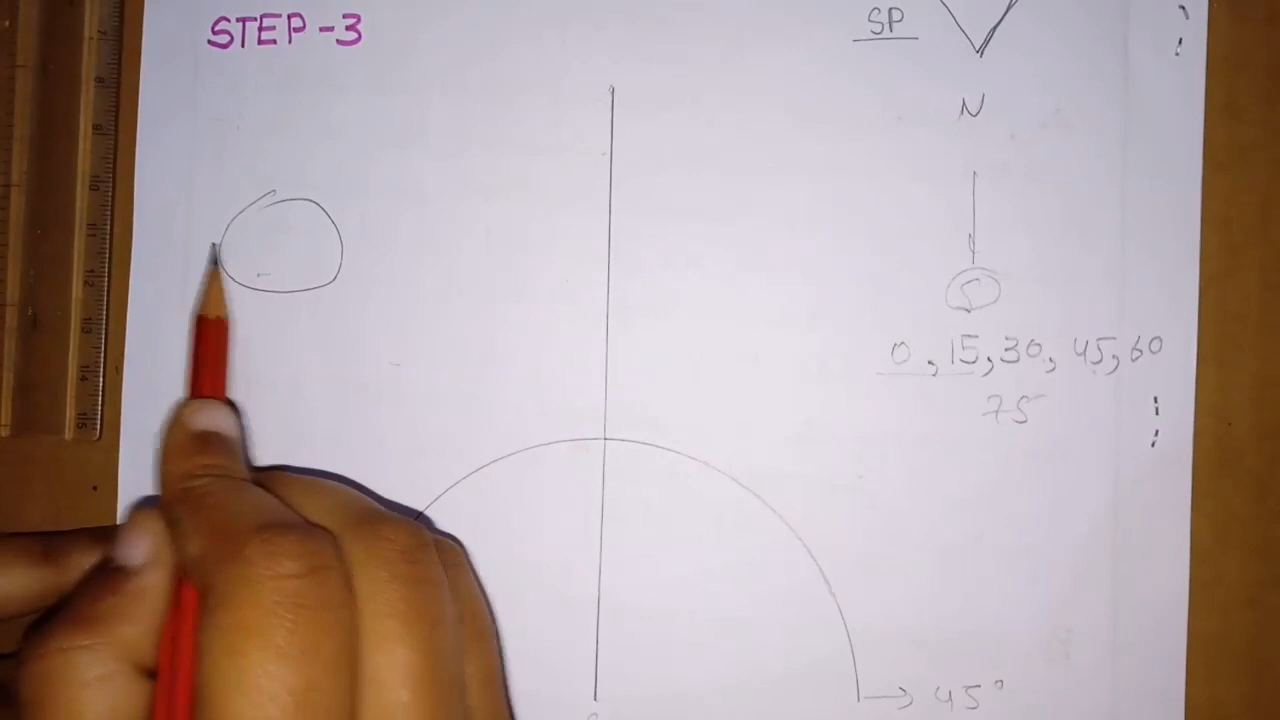 STEP-3
SP
N
S
0, 15, 30, 45, 60
75
→ 45°